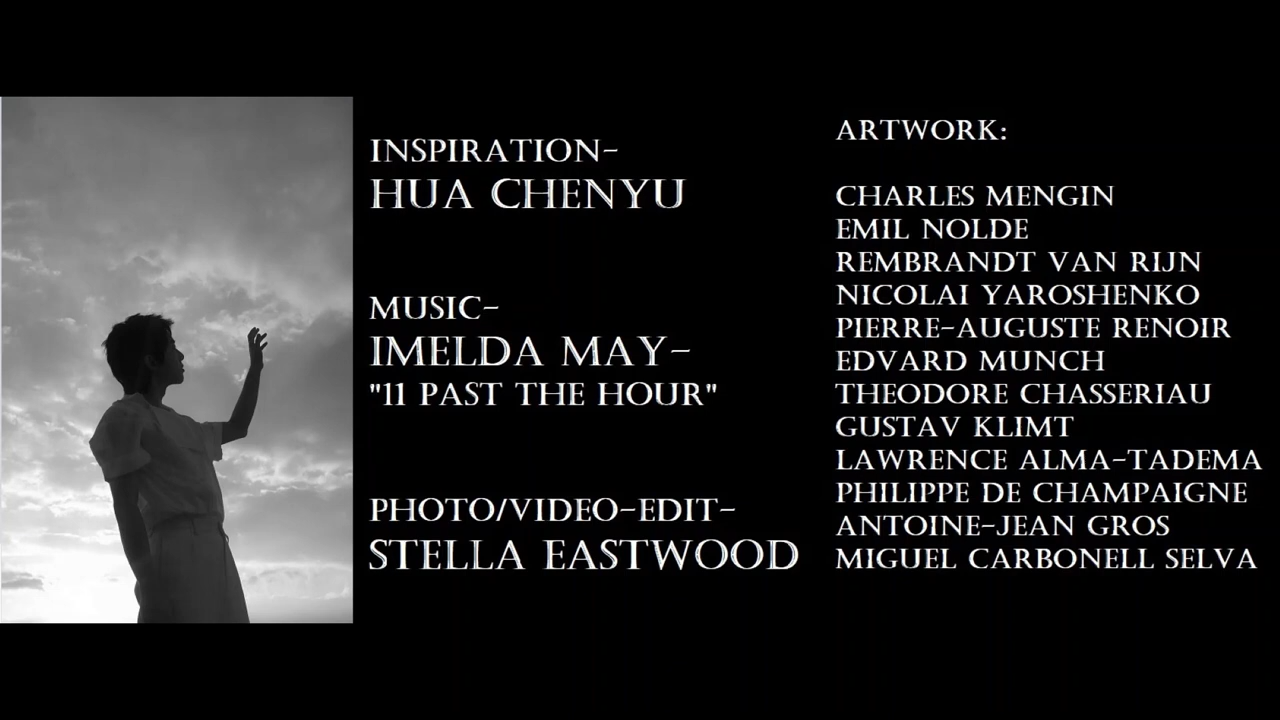 INSPIRATION-
HUA CHENYU
MUSIC-
IMELDA MAY-
"11 PAST THE HOUR"
PHOTO/VIDEO-EDIT-
STELLA EASTWOOD
ARTWORK:
CHARLES MENGIN
EMIL NOLDE
REMBRANDT VAN RIJN
NICOLAI YAROSHENKO
PIERRE-AUGUSTE RENOIR
EDVARD MUNCH
THEODORE CHASSERIAU
GUSTAV KLIMT
LAWRENCE ALMA-TADEMA
PHILIPPE DE CHAMPAIGNE
ANTOINE-JEAN GROS
MIGUEL CARBONELL SELVA